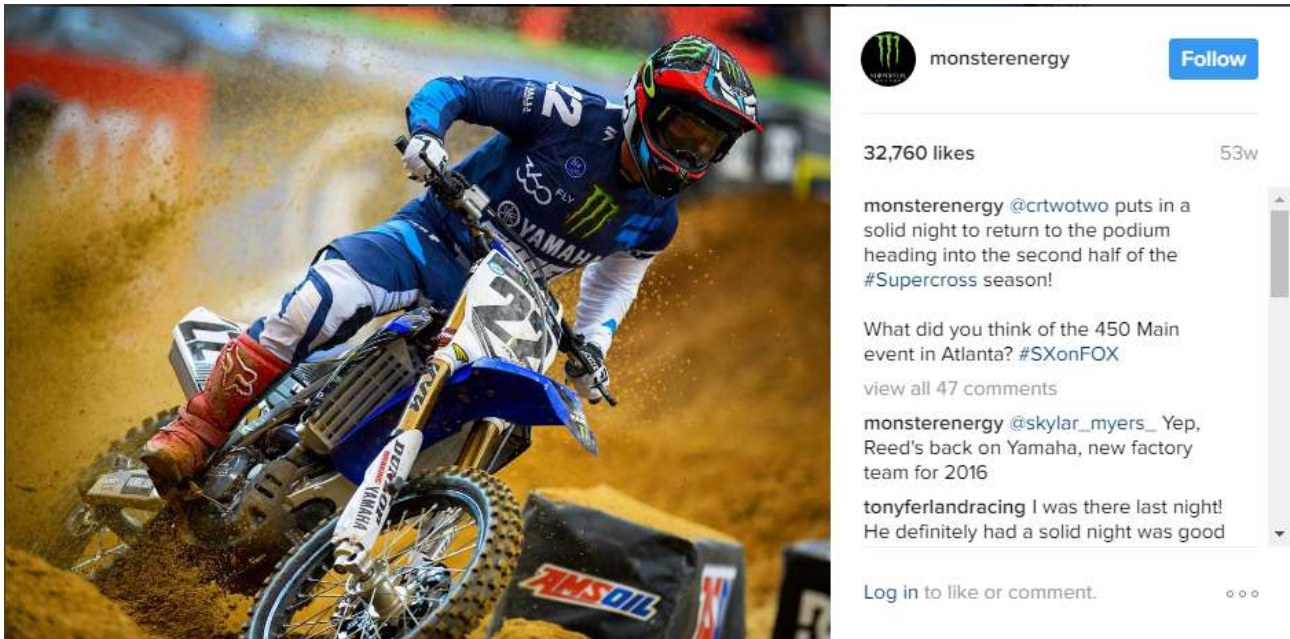 monsterenergy
Follow
32,760 likes
53w
monsterenergy @crtwotwo puts in a
solid night to return to the podium
heading into the second half of the
#Supercross season!
What did you think of the 450 Main
event in Atlanta? #SXonFOX
view all 47 comments
monsterenergy @skylar_myers_ Yep,
Reed's back on Yamaha, new factory
team for 2016
tonyferlandracing I was there last night!
He definitely had a solid night was good
Log in to like or comment.
22
FLY
YAMAHA
22
KYB
DUNLOP
YAMAHA
AMSOIL